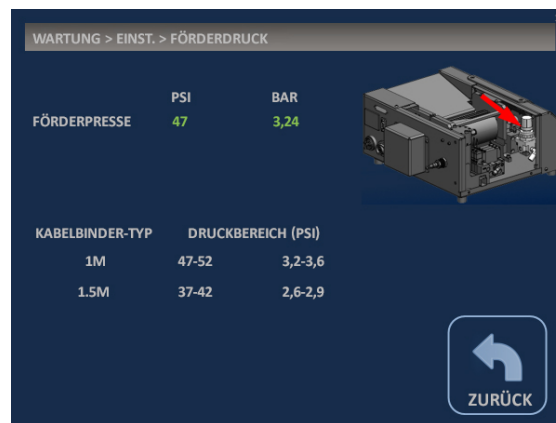 WARTUNG > EINST. > FÖRDERDRUCK
PSI BAR
FÖRDERPRESSE 47 3,24
KABELBINDER-TYP DRUCKBEREICH (PSI)
1M 47-52 3,2-3,6
1.5M 37-42 2,6-2,9
ZURÜCK